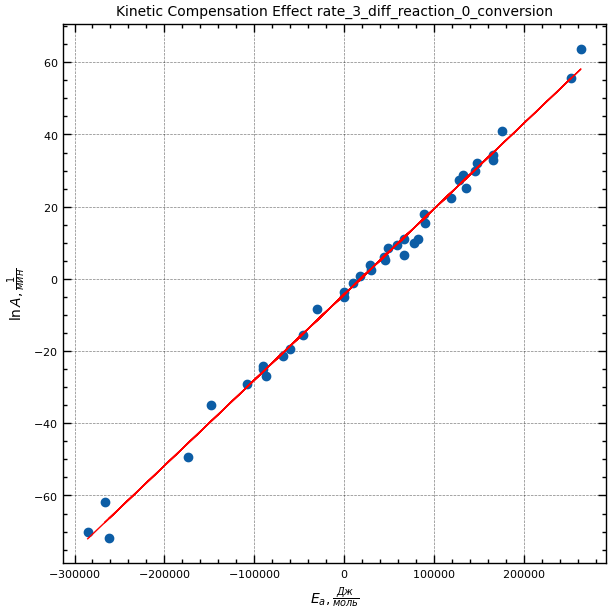 Kinetic Compensation Effect rate_3_diff_reaction_0_conversion
60
40
20
0
−20
−40
−60
ln A, 1/мин
−300000 −200000 −100000 0 100000 200000
E_a, Дж/моль